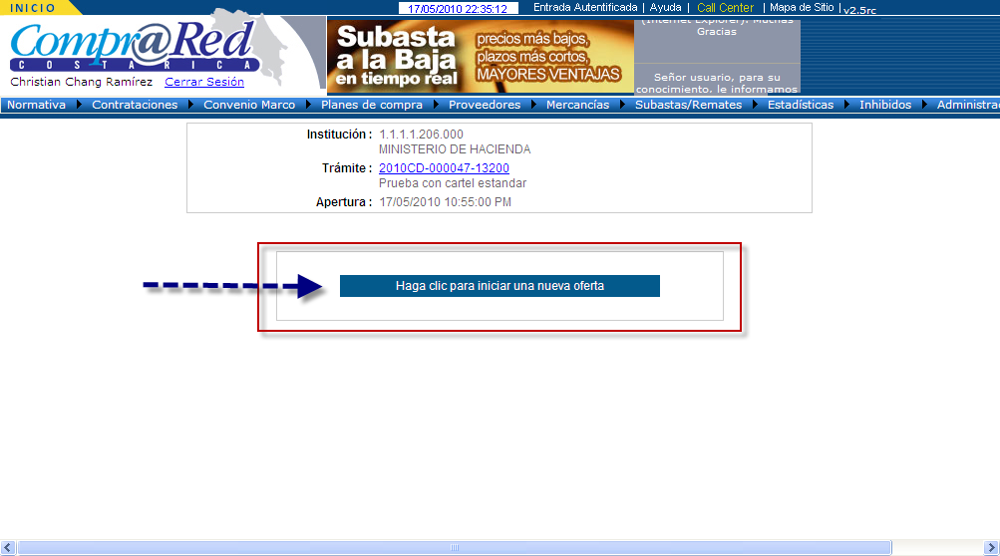 INICIO
17/05/2010 22:35:12
Entrada Autentificada | Ayuda | Call Center | Mapa de Sitio | v2.5rc
Compr@Red
COSTA RICA
Christian Chang Ramírez Cerrar Sesión
Subasta
a la Baja
en tiempo real
precios más bajos,
plazos más cortos,
MAYORES VENTAJAS
(Internet Explorer). Muchas
Gracias
Señor usuario, para su
conocimiento, le informamos
Normativa Contrataciones Convenio Marco Planes de compra Proveedores Mercancías Subastas/Remates Estadísticas Inhibidos Administra
Institución : 1.1.1.1.206.000
MINISTERIO DE HACIENDA
Trámite : 2010CD-000047-13200
Prueba con cartel estandar
Apertura : 17/05/2010 10:55:00 PM
Haga clic para iniciar una nueva oferta